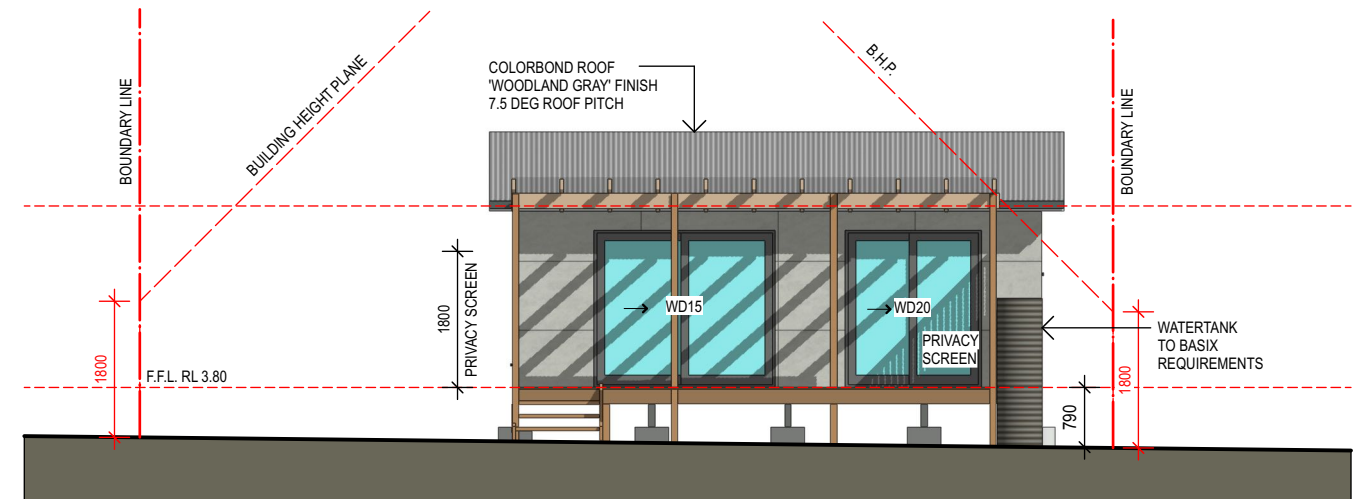 BOUNDARY LINE
BUILDING HEIGHT PLANE
COLORBOND ROOF
'WOODLAND GRAY' FINISH
7.5 DEG ROOF PITCH
B.H.P.
BOUNDARY LINE
1800
PRIVACY SCREEN
WD15
WD20
PRIVACY
SCREEN
WATERTANK
TO BASIX
REQUIREMENTS
1800
F.F.L. RL 3.80
790
1800